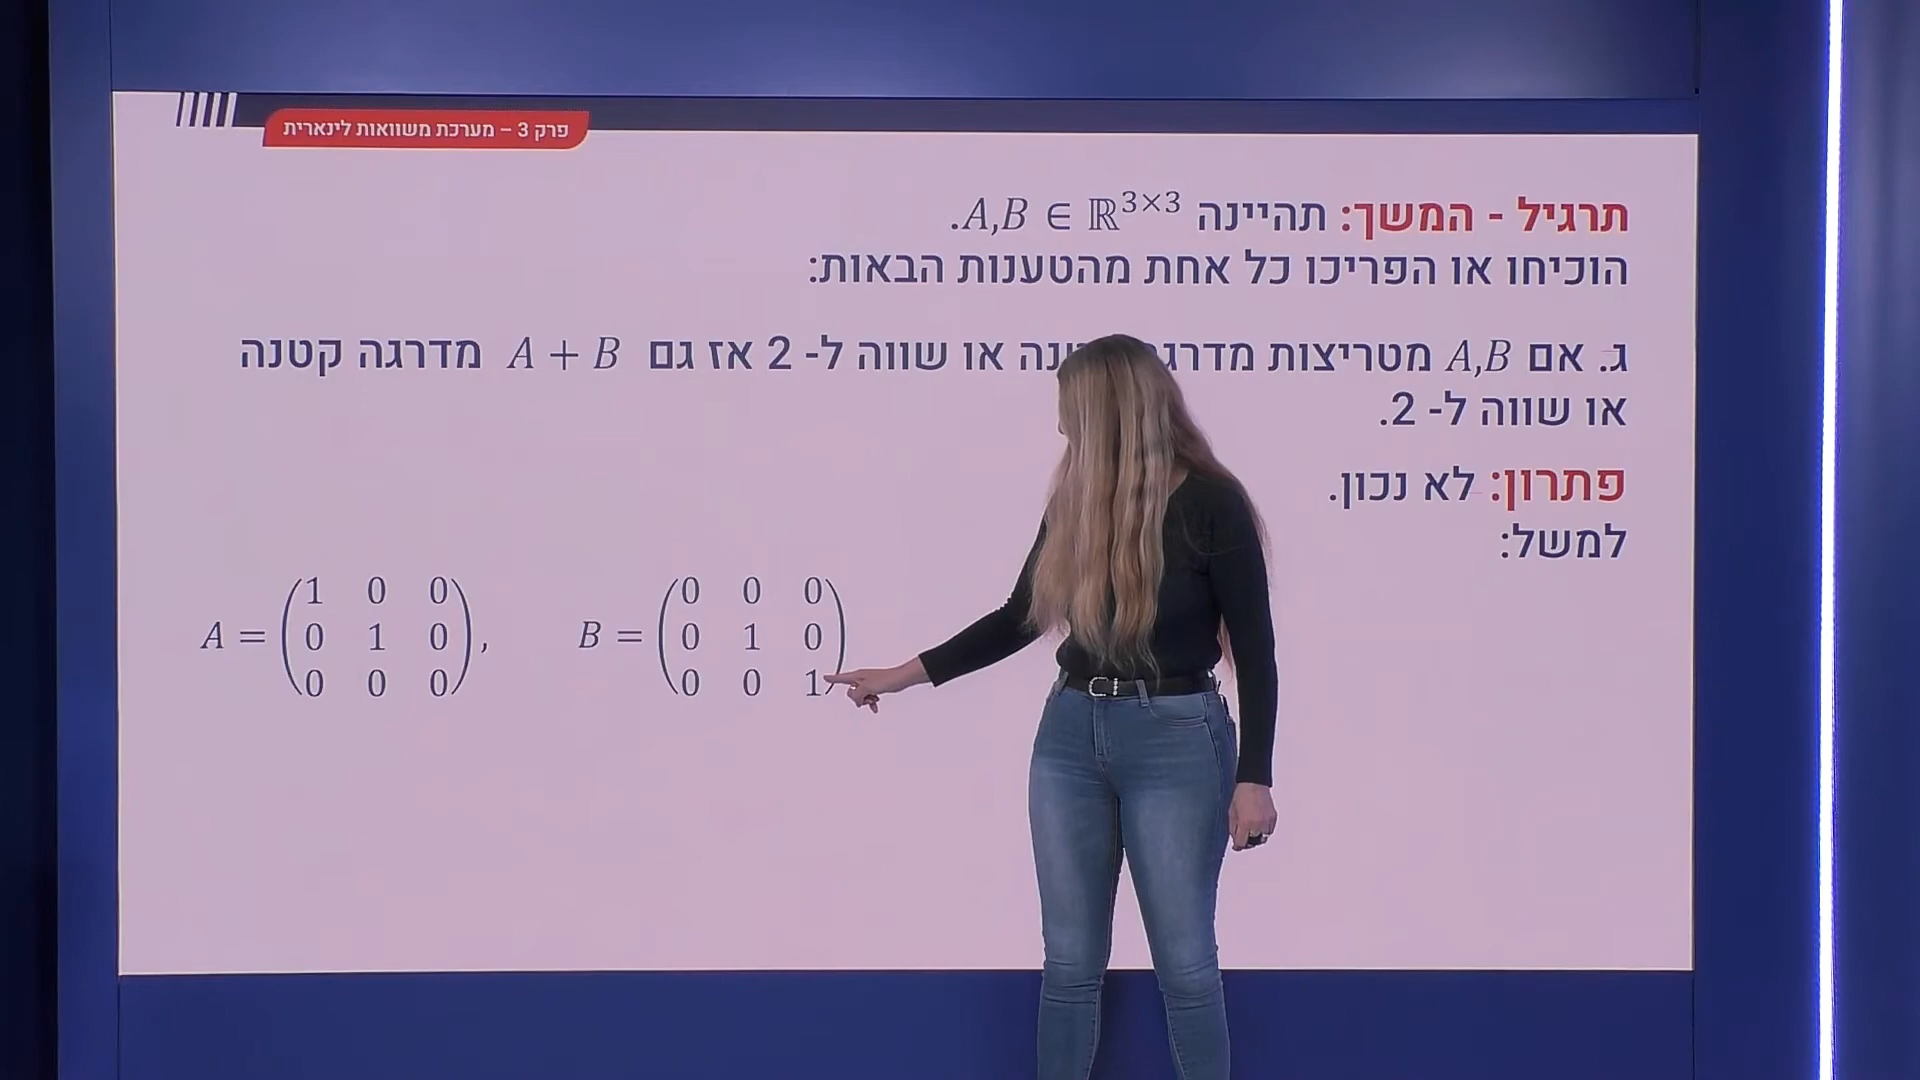 פרק 3 – מערכת משוואות לינארית
תרגיל - המשך: תהיינה A,B ∈ ℝ^{3×3}.
הוכיחו או הפריכו כל אחת מהטענות הבאות:
ג. אם A,B מטריצות או שווה ל- 2 אז גם A + B מדרגה קטנה
או שווה ל- 2.
פתרון: לא נכון.
למשל:
A = (1 0 0
0 1 0
0 0 0),
B = (0 0 0
0 1 0
0 0 1)